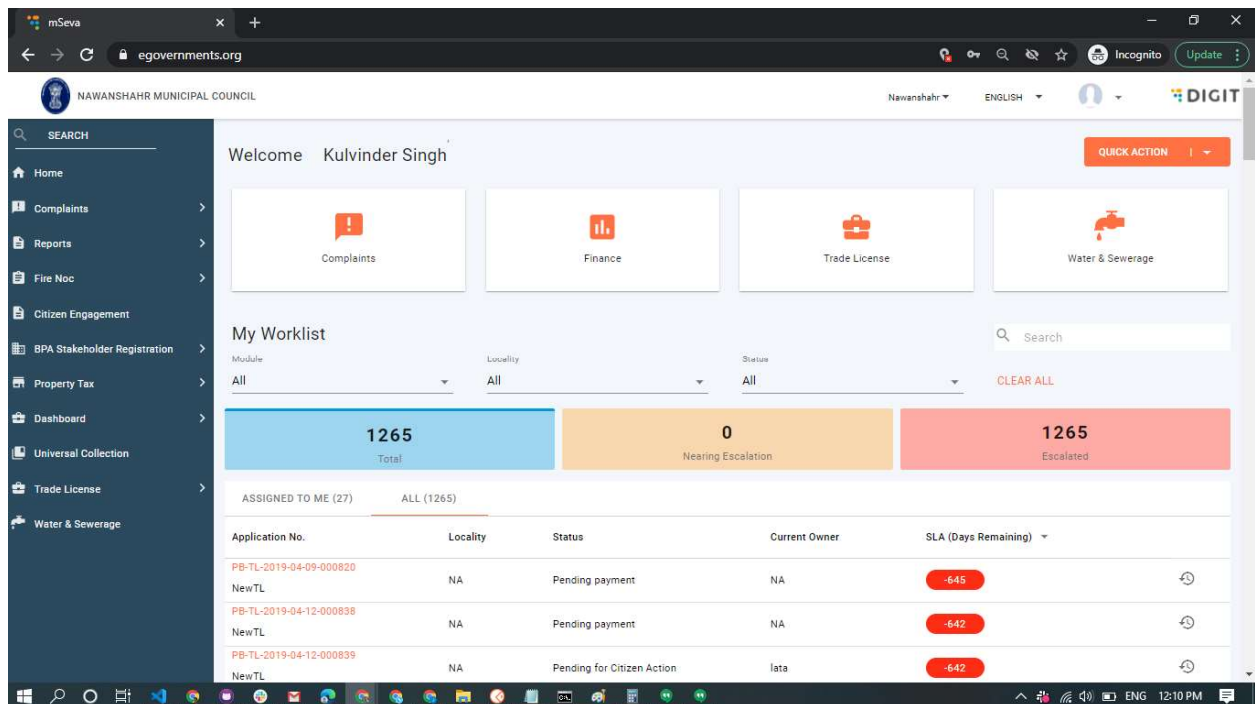 mSeva
egovernments.org
Incognito
Update
NAWANSHAHR MUNICIPAL COUNCIL
Nawanshahr
ENGLISH
DIGIT
SEARCH
Home
Complaints
Reports
Fire Noc
Citizen Engagement
BPA Stakeholder Registration
Property Tax
Dashboard
Universal Collection
Trade License
Water & Sewerage
Welcome Kulvinder Singh
QUICK ACTION
Complaints
Finance
Trade License
Water & Sewerage
My Worklist
Search
Module
Locality
Status
All
All
All
CLEAR ALL
1265
Total
0
Nearing Escalation
1265
Escalated
ASSIGNED TO ME (27) ALL (1265)
Application No. Locality Status Current Owner SLA (Days Remaining)
PB-TL-2019-04-09-000820
NewTL NA Pending payment NA -645
PB-TL-2019-04-12-000838
NewTL NA Pending payment NA -642
PB-TL-2019-04-12-000839
NewTL NA Pending for Citizen Action lata -642
ENG 12:10 PM